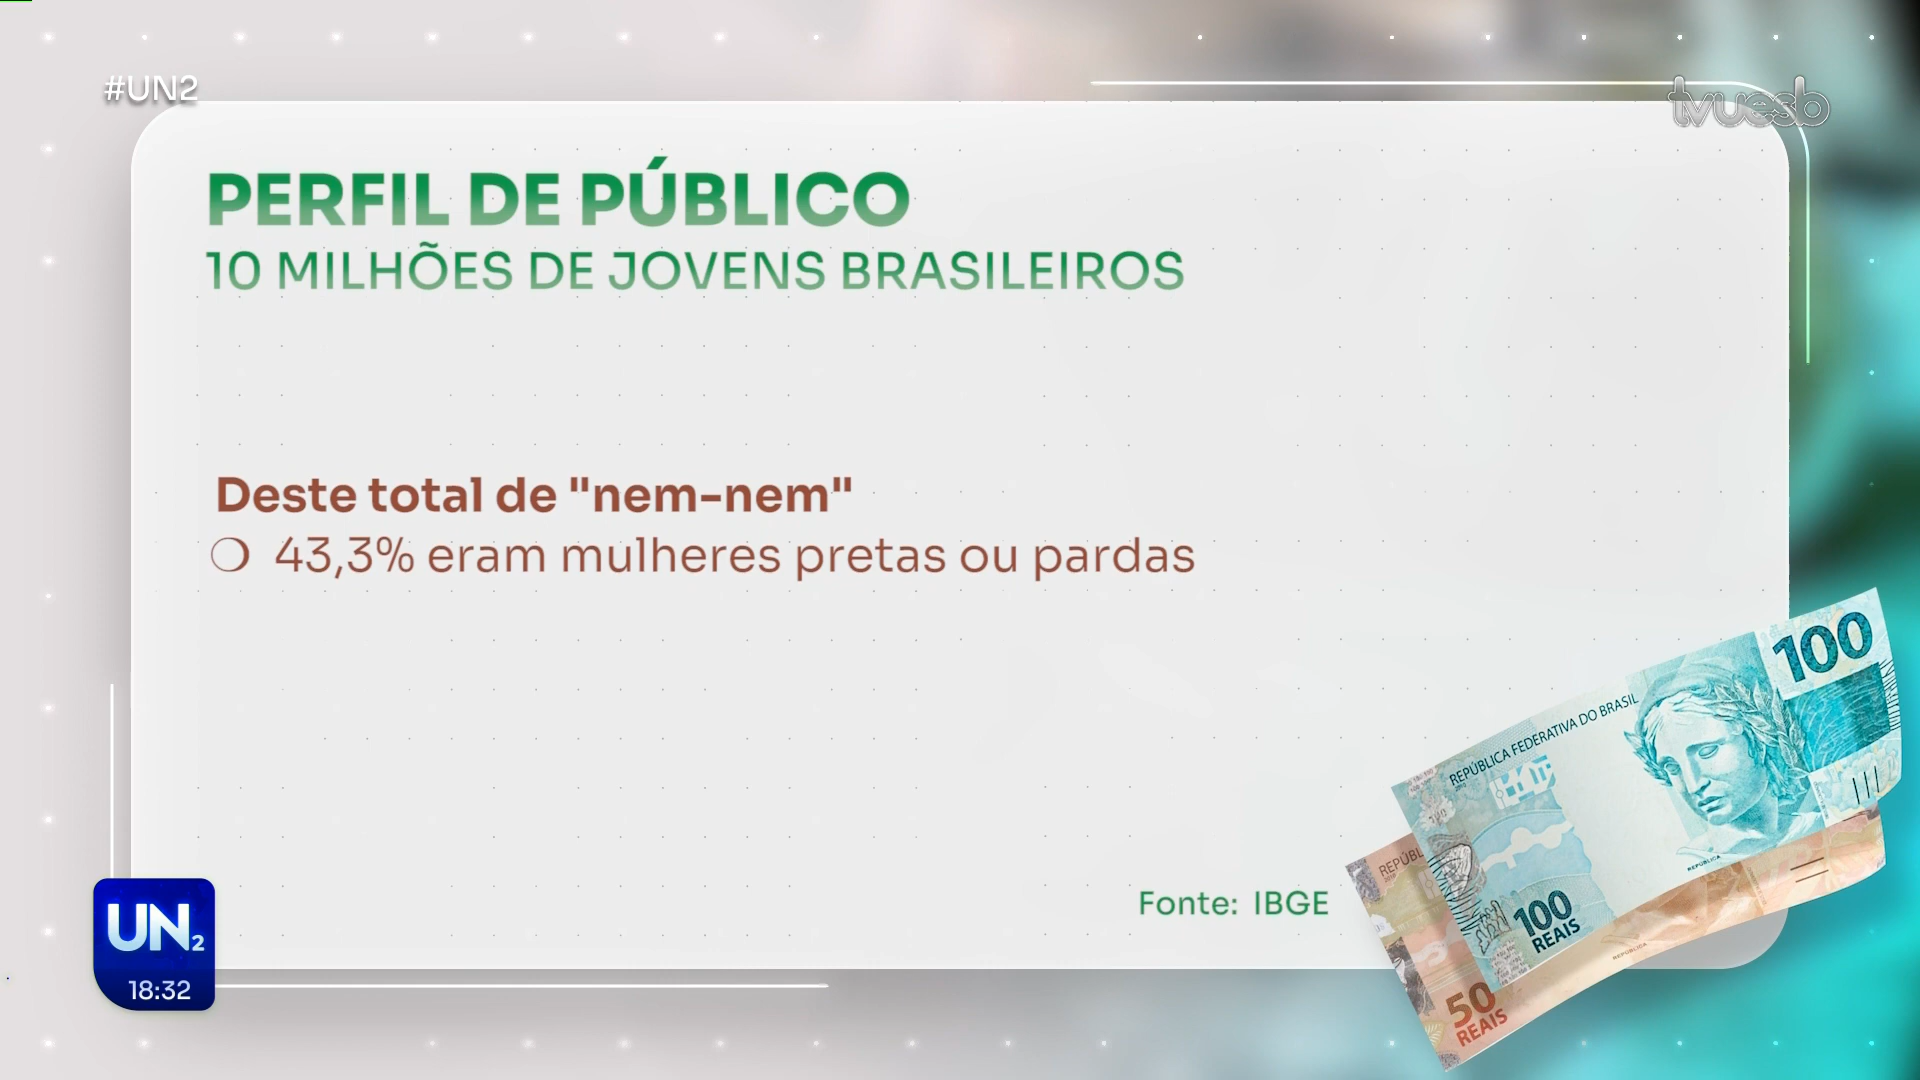 #UN2
tvuesb
PERFIL DE PÚBLICO
10 MILHÕES DE JOVENS BRASILEIROS
Deste total de "nem-nem"
43,3% eram mulheres pretas ou pardas
100
REPÚBLICA FEDERATIVA DO BRASIL
REPÚBL
Fonte: IBGE
100
REAIS
50
REAIS
UN2
18:32